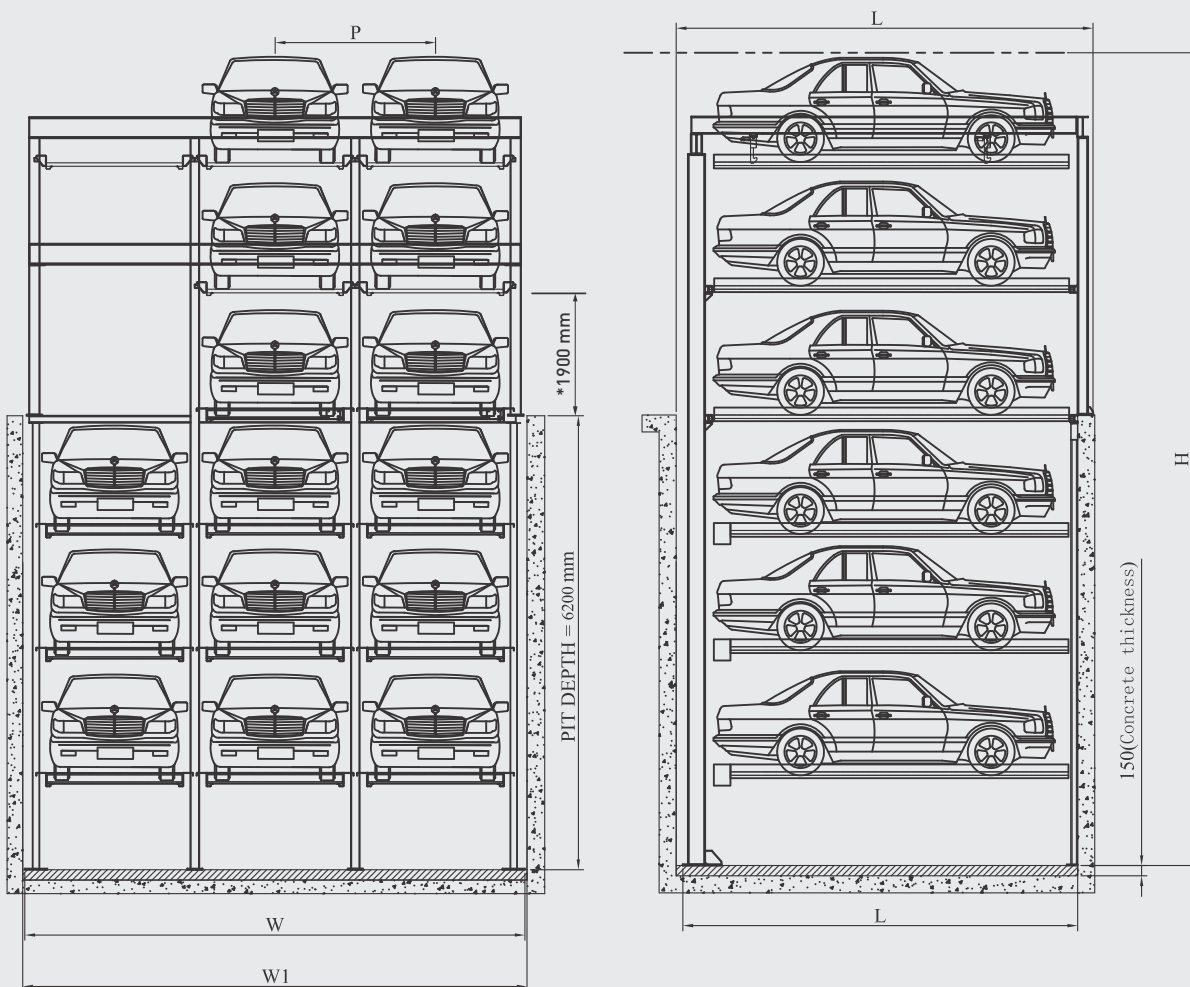 P
L
*1900 mm
H
PIT DEPTH = 6200 mm
150(Concrete thickness)
W
L
W1